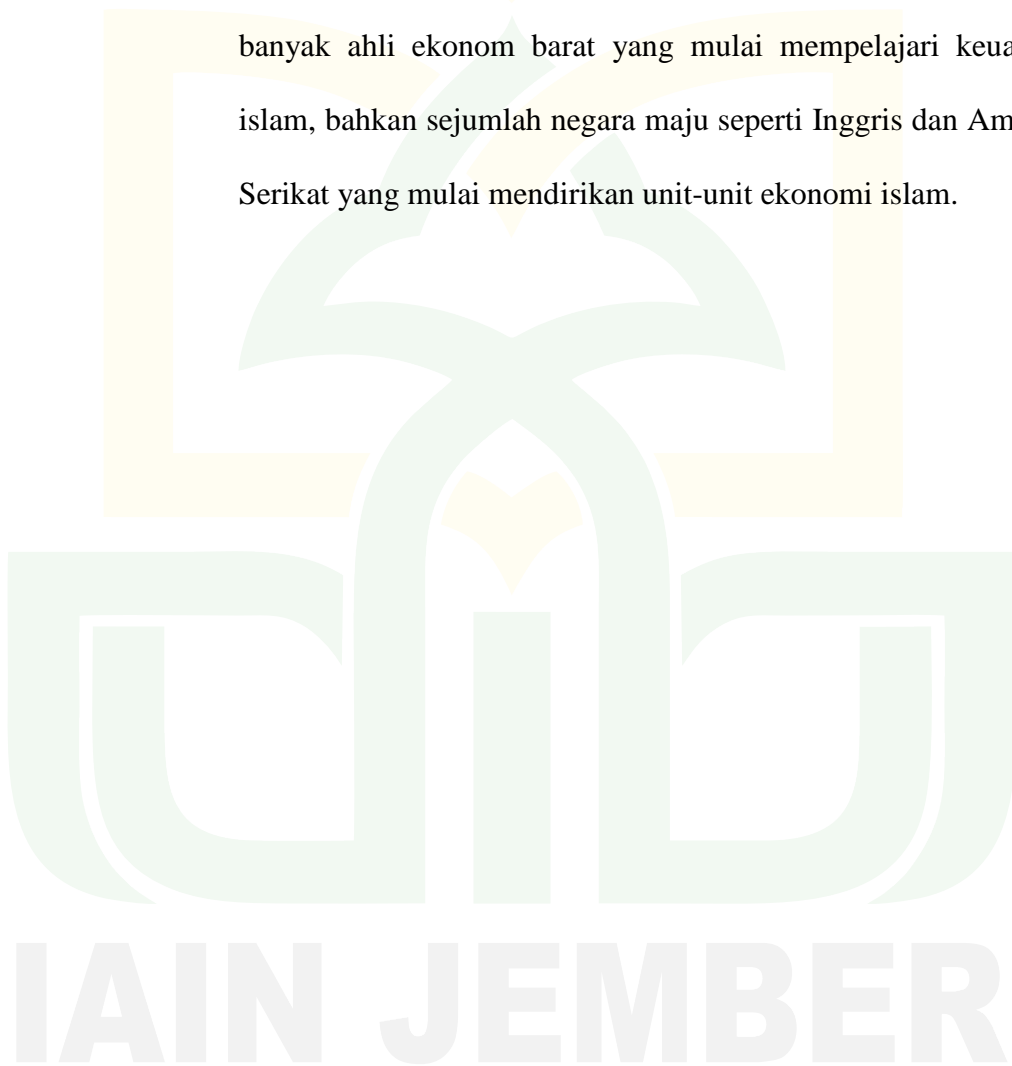 banyak ahli ekonom barat yang mulai mempelajari
islam, bahkan sejumlah negara maju seperti Inggris dan
Serikat yang mulai mendirikan unit-unit ekonomi islam.
IAIN JEMBER